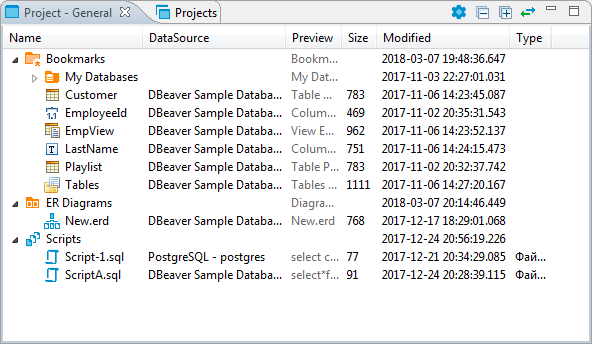 Project - General Projects
Name DataSource Preview Size Modified Type
Bookmarks Bookm... 2018-03-07 19:48:36.647
My Databases My Dat... 2017-11-03 22:27:01.031
Customer DBeaver Sample Databa... Table ... 783 2017-11-06 14:23:45.087
1.1 EmployeeId DBeaver Sample Databa... Colum... 469 2017-11-02 20:35:31.543
EmpView DBeaver Sample Databa... View E... 962 2017-11-06 14:23:52.137
T LastName DBeaver Sample Databa... Colum... 751 2017-11-06 14:24:15.473
Playlist DBeaver Sample Databa... Table P... 783 2017-11-02 20:32:37.742
Tables DBeaver Sample Databa... Tables ... 1111 2017-11-06 14:27:20.167
ER Diagrams Diagra... 2018-03-07 20:14:46.449
New.erd DBeaver Sample Databa... New.erd 768 2017-12-17 18:29:01.068
Scripts 2017-12-24 20:56:19.226
Script-1.sql PostgreSQL - postgres select c... 77 2017-12-21 20:34:29.085 Фай...
ScriptA.sql DBeaver Sample Databa... select*f... 91 2017-12-24 20:28:39.115 Фай...